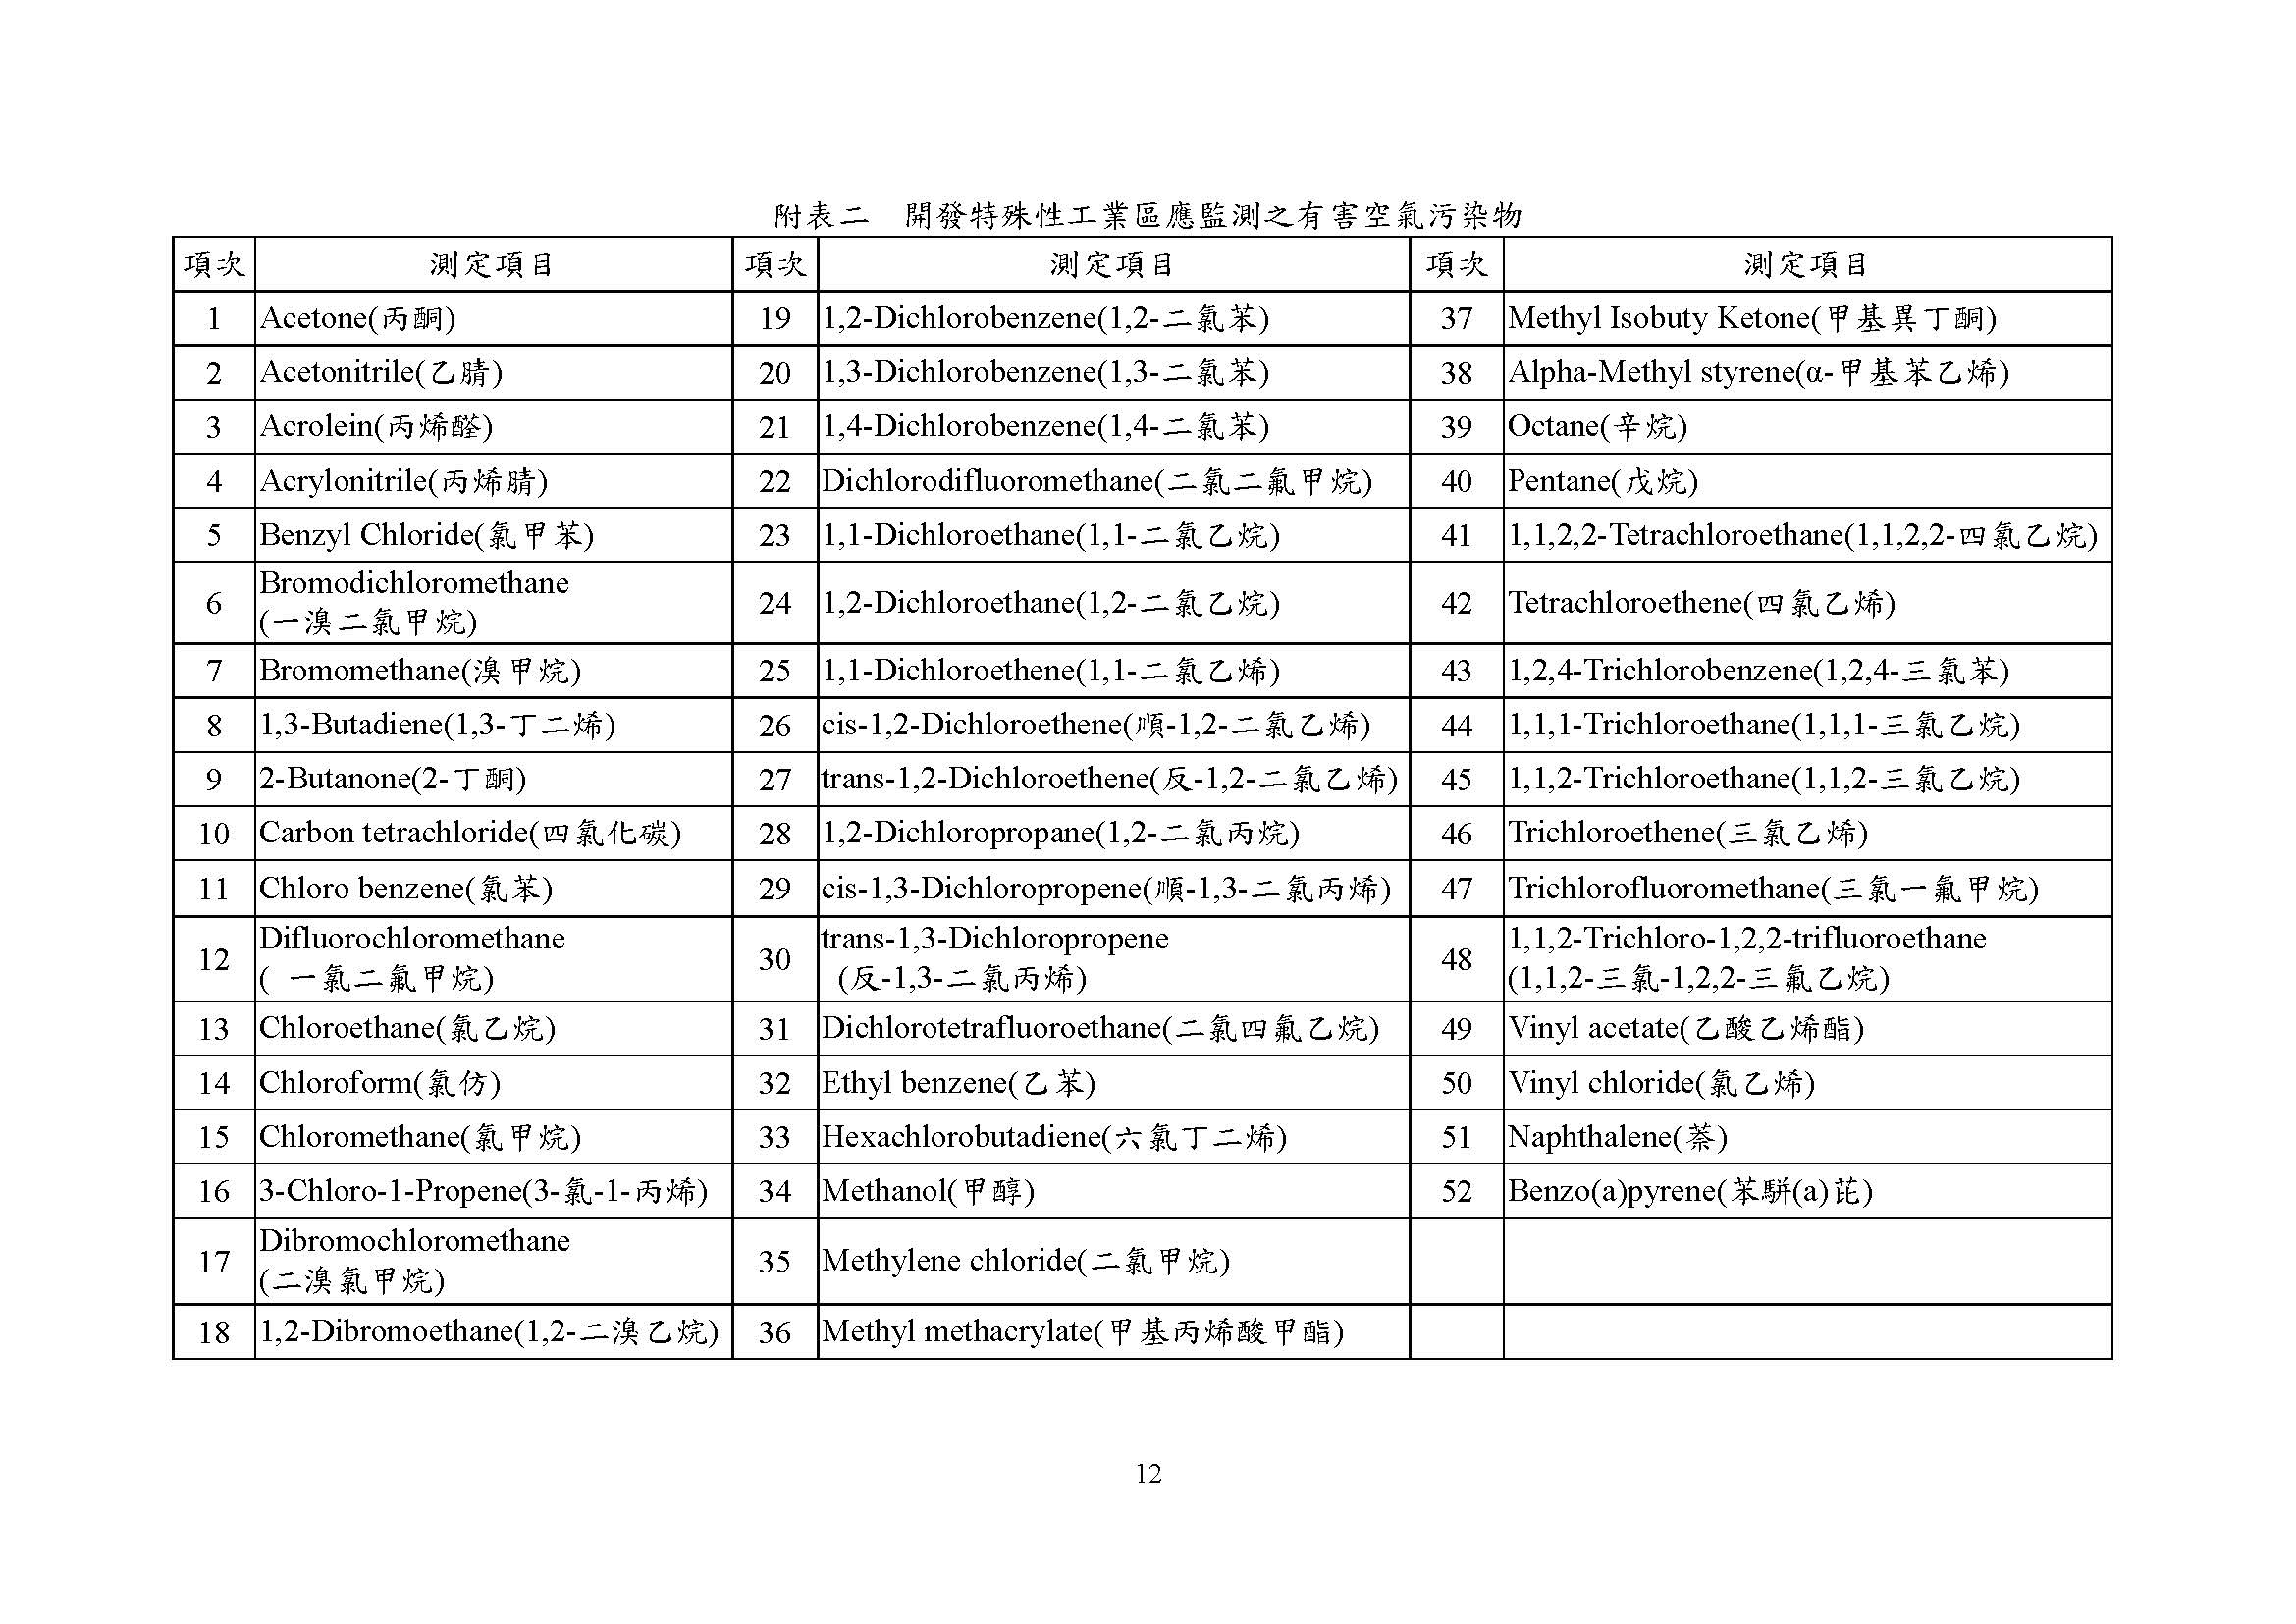 附表二　開發特殊性工業區應監測之有害空氣污染物
項次 測定項目 項次 測定項目 項次 測定項目
1 Acetone(丙酮) 19 1,2-Dichlorobenzene(1,2-二氯苯) 37 Methyl Isobuty Ketone(甲基異丁酮)
2 Acetonitrile(乙腈) 20 1,3-Dichlorobenzene(1,3-二氯苯) 38 Alpha-Methyl styrene(α-甲基苯乙烯)
3 Acrolein(丙烯醛) 21 1,4-Dichlorobenzene(1,4-二氯苯) 39 Octane(辛烷)
4 Acrylonitrile(丙烯腈) 22 Dichlorodifluoromethane(二氯二氟甲烷) 40 Pentane(戊烷)
5 Benzyl Chloride(氯甲苯) 23 1,1-Dichloroethane(1,1-二氯乙烷) 41 1,1,2,2-Tetrachloroethane(1,1,2,2-四氯乙烷)
6 Bromodichloromethane
(一溴二氯甲烷) 24 1,2-Dichloroethane(1,2-二氯乙烷) 42 Tetrachloroethene(四氯乙烯)
7 Bromomethane(溴甲烷) 25 1,1-Dichloroethene(1,1-二氯乙烯) 43 1,2,4-Trichlorobenzene(1,2,4-三氯苯)
8 1,3-Butadiene(1,3-丁二烯) 26 cis-1,2-Dichloroethene(順-1,2-二氯乙烯) 44 1,1,1-Trichloroethane(1,1,1-三氯乙烷)
9 2-Butanone(2-丁酮) 27 trans-1,2-Dichloroethene(反-1,2-二氯乙烯) 45 1,1,2-Trichloroethane(1,1,2-三氯乙烷)
10 Carbon tetrachloride(四氯化碳) 28 1,2-Dichloropropane(1,2-二氯丙烷) 46 Trichloroethene(三氯乙烯)
11 Chloro benzene(氯苯) 29 cis-1,3-Dichloropropene(順-1,3-二氯丙烯) 47 Trichlorofluoromethane(三氯一氟甲烷)
12 Difluorochloromethane
( 一氯二氟甲烷) 30 trans-1,3-Dichloropropene
(反-1,3-二氯丙烯) 48 1,1,2-Trichloro-1,2,2-trifluoroethane
(1,1,2-三氯-1,2,2-三氟乙烷)
13 Chloroethane(氯乙烷) 31 Dichlorotetrafluoroethane(二氯四氟乙烷) 49 Vinyl acetate(乙酸乙烯酯)
14 Chloroform(氯仿) 32 Ethyl benzene(乙苯) 50 Vinyl chloride(氯乙烯)
15 Chloromethane(氯甲烷) 33 Hexachlorobutadiene(六氯丁二烯) 51 Naphthalene(萘)
16 3-Chloro-1-Propene(3-氯-1-丙烯) 34 Methanol(甲醇) 52 Benzo(a)pyrene(苯駢(a)芘)
17 Dibromochloromethane
(二溴氯甲烷) 35 Methylene chloride(二氯甲烷)
18 1,2-Dibromoethane(1,2-二溴乙烷) 36 Methyl methacrylate(甲基丙烯酸甲酯)
12